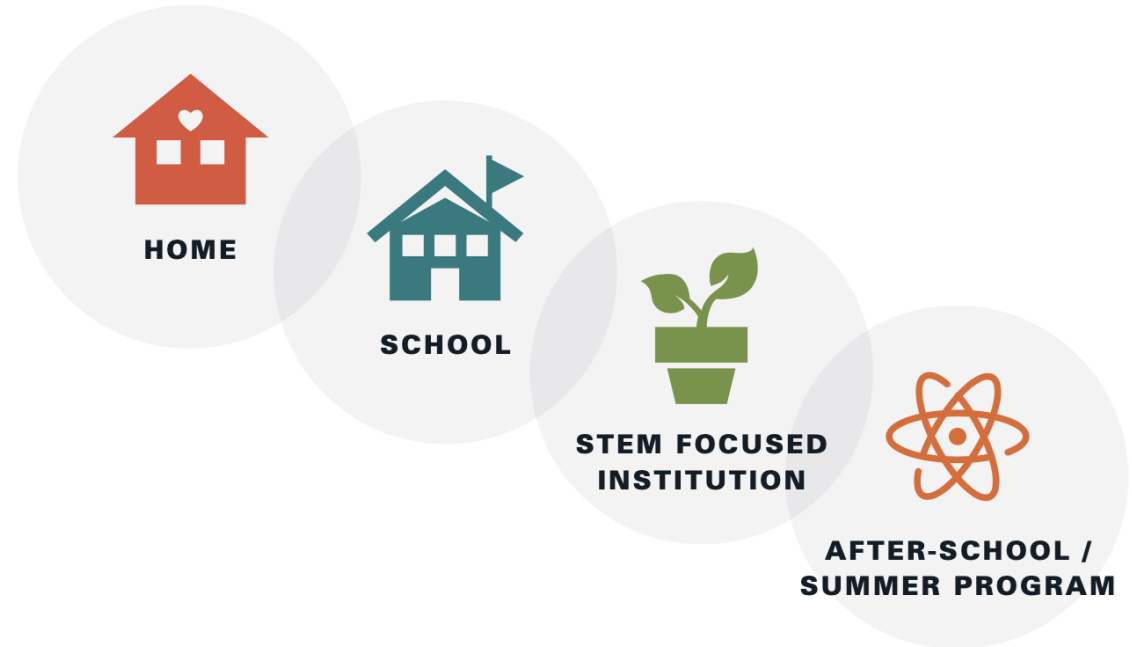 HOME
SCHOOL
STEM FOCUSED
INSTITUTION
AFTER-SCHOOL /
SUMMER PROGRAM